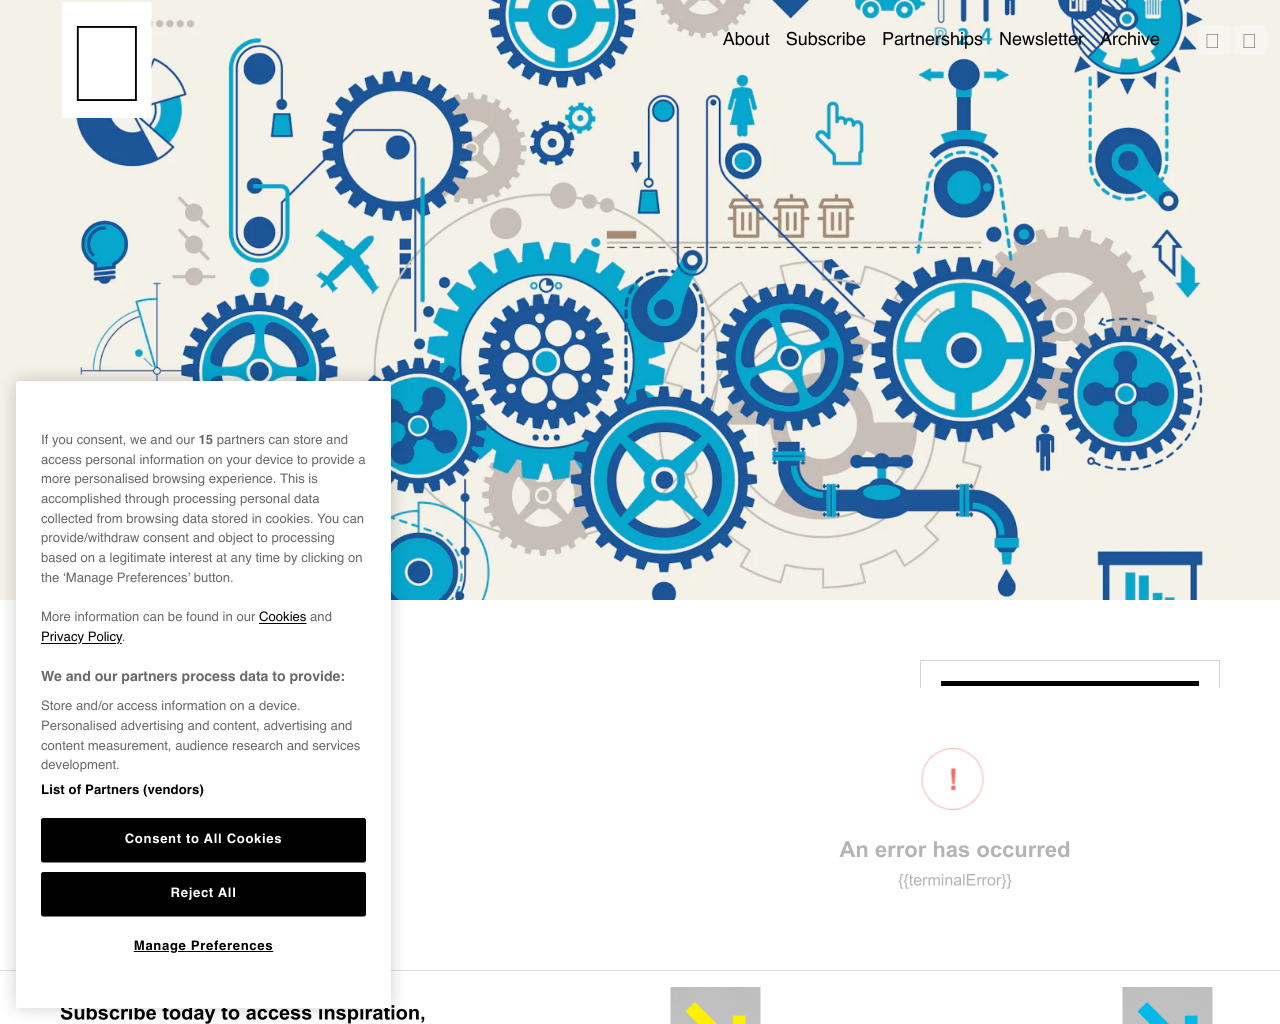 About Subscribe Partnerships Newsletter Archive
If you consent, we and our 15 partners can store and
access personal information on your device to provide a
more personalised browsing experience. This is
accomplished through processing personal data
collected from browsing data stored in cookies. You can
provide/withdraw consent and object to processing
based on a legitimate interest at any time by clicking on
the ‘Manage Preferences’ button.
More information can be found in our Cookies and
Privacy Policy.
We and our partners process data to provide:
Store and/or access information on a device.
Personalised advertising and content, advertising and
content measurement, audience research and services
development.
List of Partners (vendors)
Consent to All Cookies
Reject All
Manage Preferences
!
An error has occurred
{{terminalError}}
Subscribe today to access inspiration,